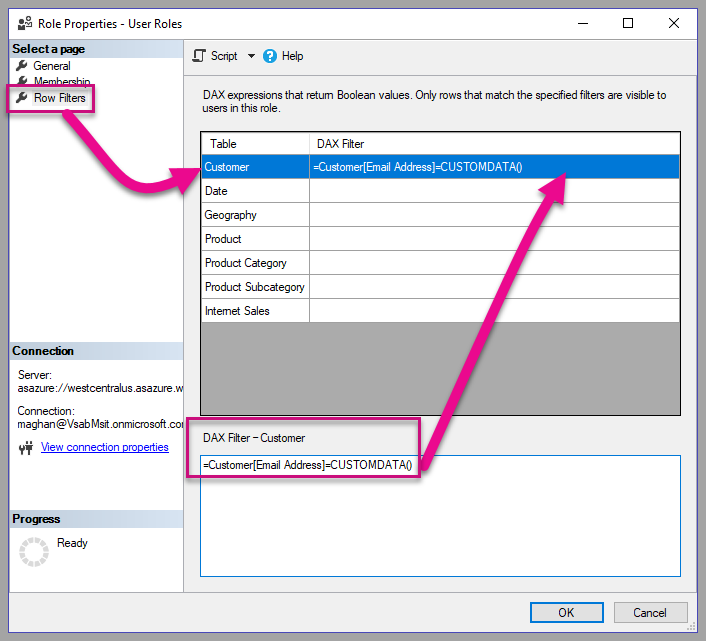 Role Properties - User Roles
Select a page
General
Membership
Row Filters
Connection
Server:
asazure://westcentralus.asazure.w
Connection:
maghan@VsabMsit.onmicrosoft.co
View connection properties
Progress
Ready
Script
Help
DAX expressions that return Boolean values. Only rows that match the specified filters are visible to
users in this role.
Table DAX Filter
Customer =Customer[Email Address]=CUSTOMDATA()
Date
Geography
Product
Product Category
Product Subcategory
Internet Sales
DAX Filter – Customer
=Customer[Email Address]=CUSTOMDATA()
OK Cancel